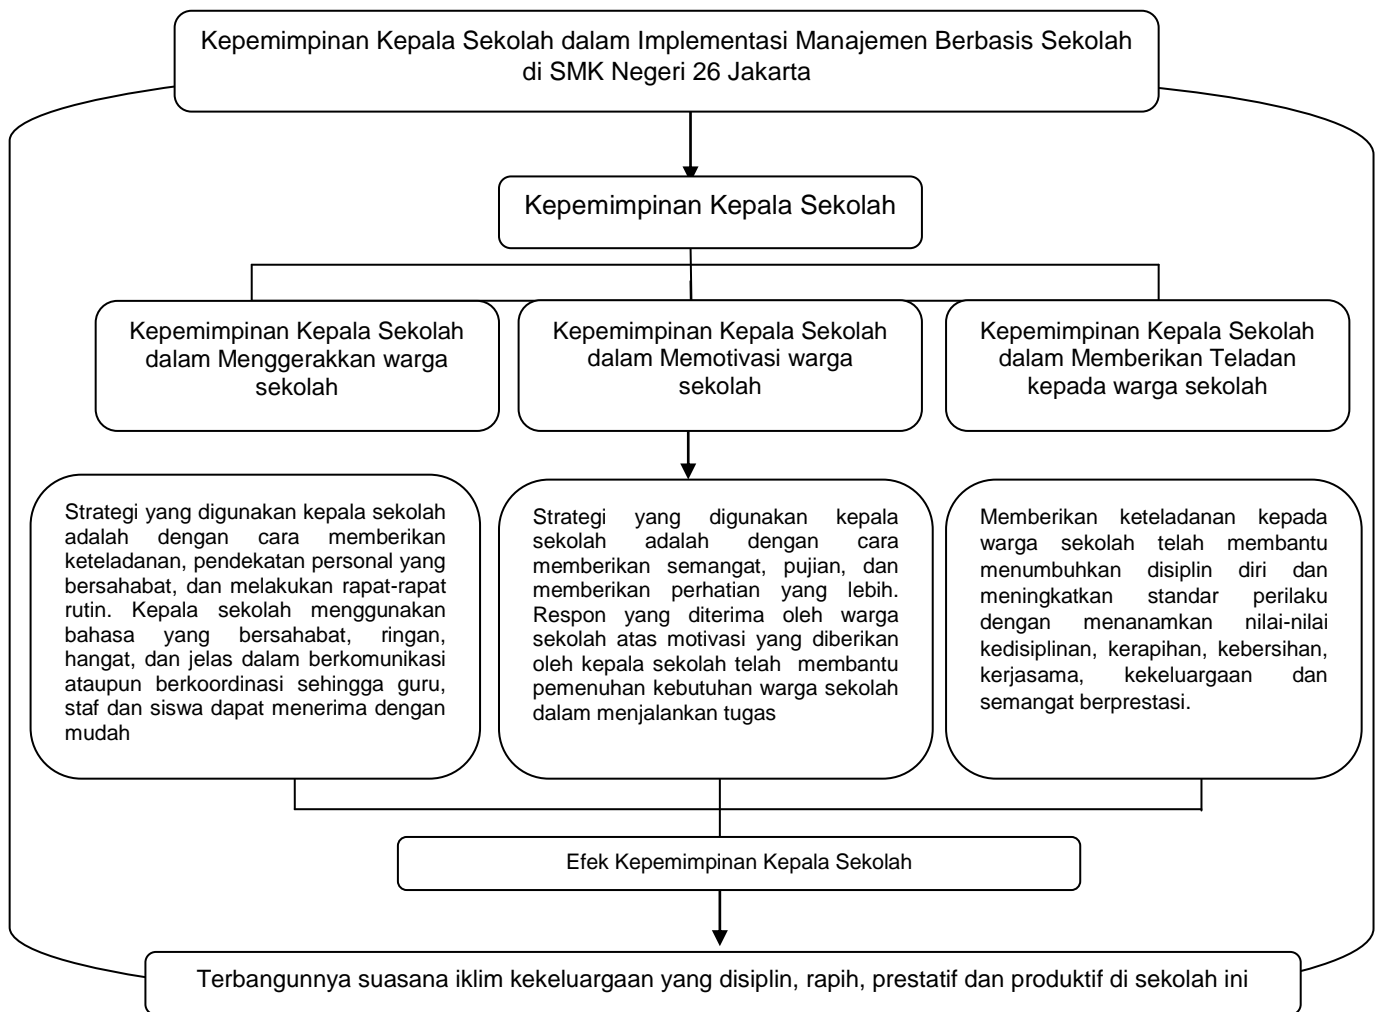 Kepemimpinan Kepala Sekolah dalam Implementasi Manajemen Berbasis Sekolah
di SMK Negeri 26 Jakarta
Kepemimpinan Kepala Sekolah
Kepemimpinan Kepala Sekolah
dalam Menggerakkan warga
sekolah
Kepemimpinan Kepala Sekolah
dalam Memotivasi warga
sekolah
Kepemimpinan Kepala Sekolah
dalam Memberikan Teladan
kepada warga sekolah
Strategi yang digunakan kepala sekolah
adalah dengan cara memberikan
keteladanan, pendekatan personal yang
bersahabat, dan melakukan rapat-rapat
rutin. Kepala sekolah menggunakan
bahasa yang bersahabat, ringan,
hangat, dan jelas dalam berkomunikasi
ataupun berkoordinasi sehingga guru,
staf dan siswa dapat menerima dengan
mudah
Strategi yang digunakan kepala
sekolah adalah dengan cara
memberikan semangat, pujian, dan
memberikan perhatian yang lebih.
Respon yang diterima oleh warga
sekolah atas motivasi yang diberikan
oleh kepala sekolah telah membantu
pemenuhan kebutuhan warga sekolah
dalam menjalankan tugas
Memberikan keteladanan kepada
warga sekolah telah membantu
menumbuhkan disiplin diri dan
meningkatkan standar perilaku
dengan menanamkan nilai-nilai
kedisiplinan, kerapihan, kebersihan,
kerjasama, kekeluargaan dan
semangat berprestasi.
Efek Kepemimpinan Kepala Sekolah
Terbangunnya suasana iklim kekeluargaan yang disiplin, rapih, prestatif dan produktif di sekolah ini